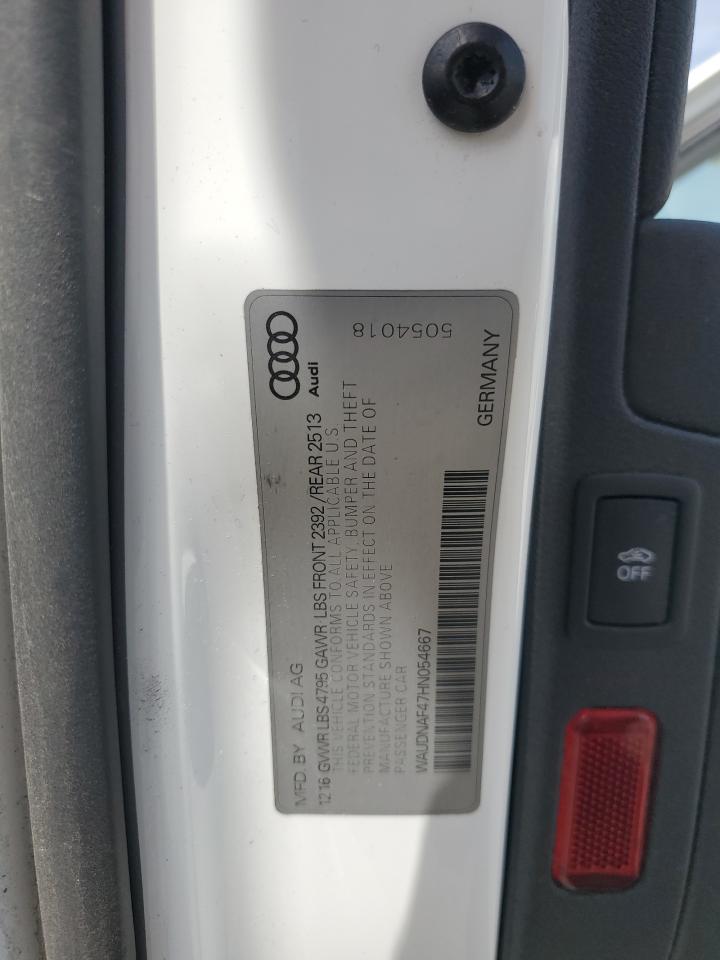 MFD BY AUDI AG
Audi
12 16 GVWR LBS 4795 GAWR LBS FRONT 2392 /REAR 2513
THIS VEHICLE CONFORMS TO ALL APPLICABLE U.S.
FEDERAL MOTOR VEHICLE SAFETY, BUMPER AND THEFT
PREVENTION STANDARDS IN EFFECT ON THE DATE OF
MANUFACTURE SHOWN ABOVE
PASSENGER CAR
5054018
WAUDNAF47HN054667
GERMANY
OFF